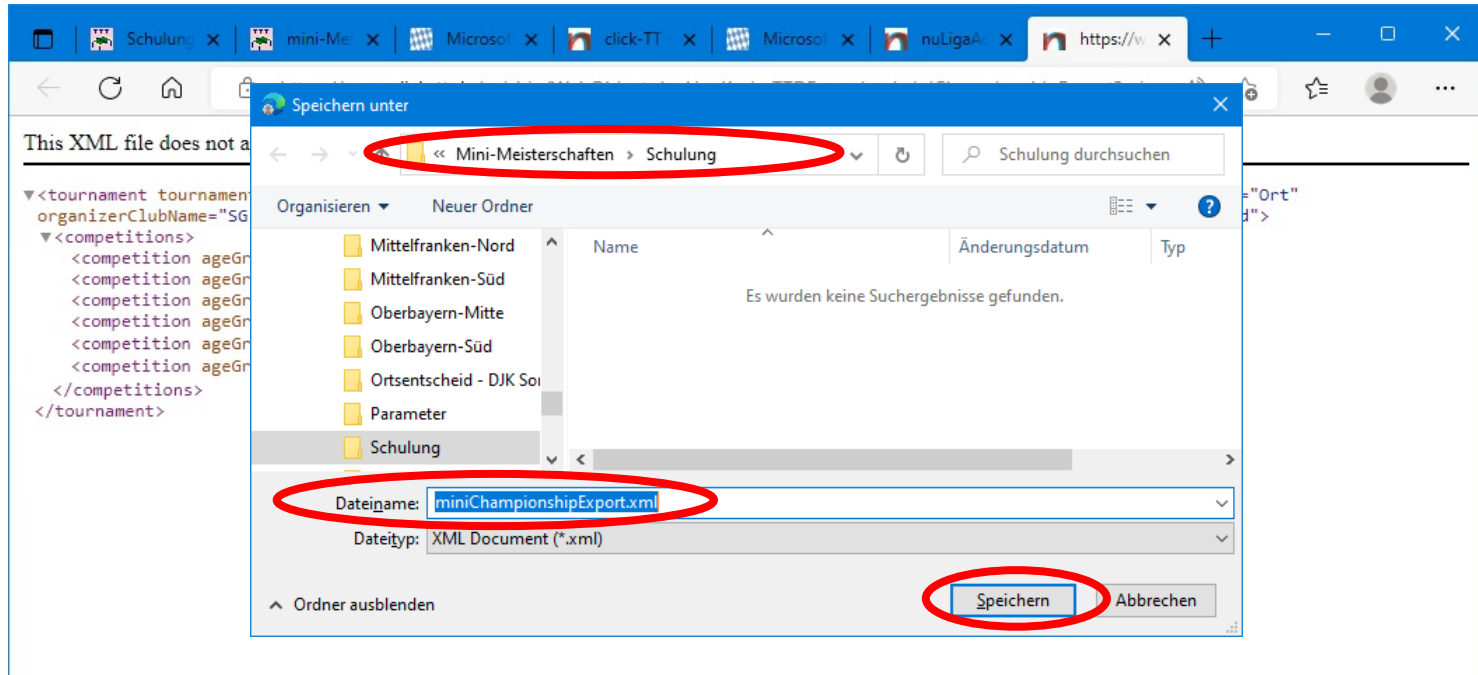 Schulung mini-Me Microsof click-TT - Microsof nuLigaA https://w
This XML file does not a
Speichern unter
« Mini-Meisterschaften › Schulung
Schulung durchsuchen
Organisieren Neuer Ordner
Mittelfranken-Nord
Mittelfranken-Süd
Oberbayern-Mitte
Oberbayern-Süd
Ortsentscheid - DJK
Parameter
Schulung
Name Änderungsdatum Typ
Es wurden keine Suchergebnisse gefunden.
Dateiname: miniChampionshipExport.xml
Dateityp: XML Document (*.xml)
Ordner ausblenden
Speichern Abbrechen
▼<tournament tournamen
="Ort"
organizerClubName="SG
d">
▼<competitions>
<competition ageGr
<competition ageGr
<competition ageGr
<competition ageGr
<competition ageGr
<competition ageGr
</competitions>
</tournament>